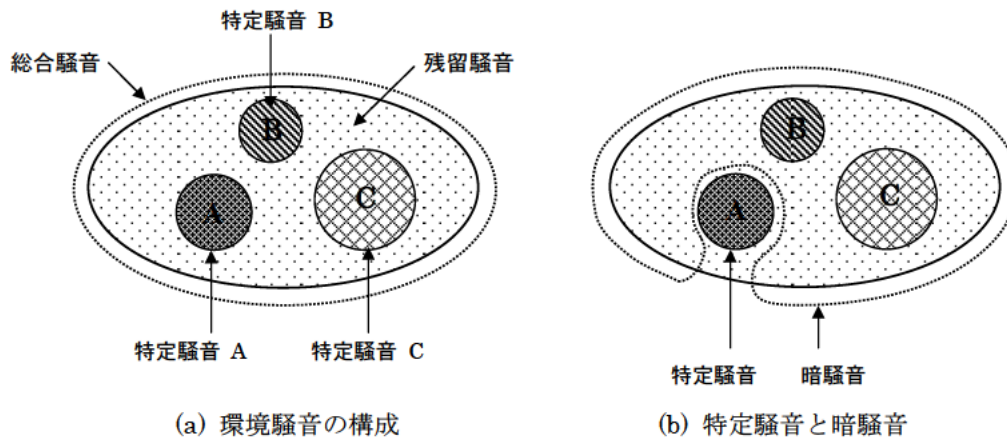 特定騒音 B
総合騒音
残留騒音
B
A
C
特定騒音 A
特定騒音 C
(a) 環境騒音の構成
B
A
C
特定騒音
暗騒音
(b) 特定騒音と暗騒音